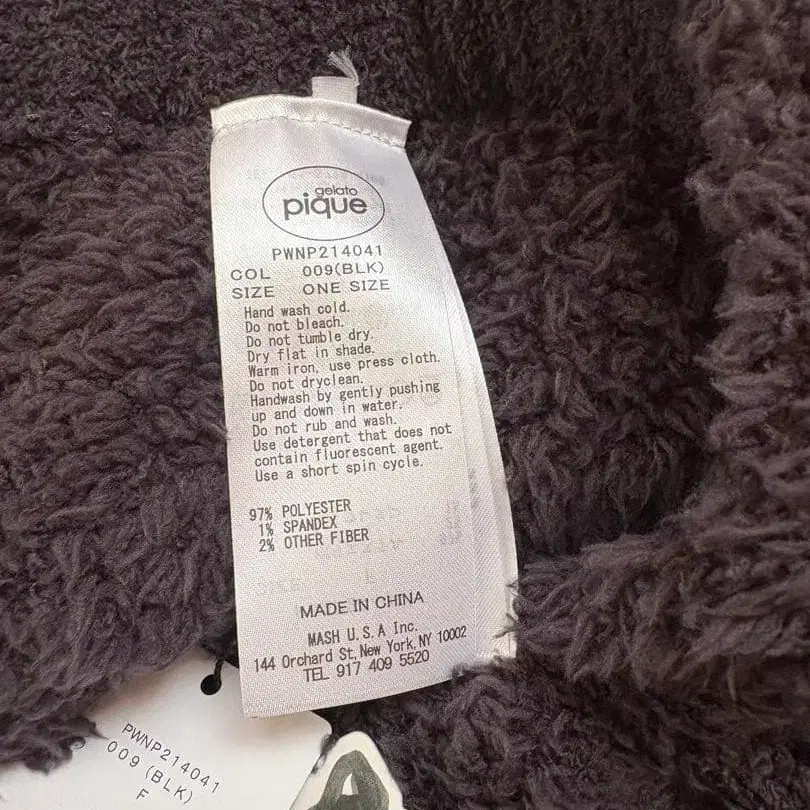 gelato
pique
PWNP214041
COL 009(BLK)
SIZE ONE SIZE
Hand wash cold.
Do not bleach.
Do not tumble dry.
Dry flat in shade.
Warm iron, use press cloth.
Do not dryclean.
Handwash by gently pushing
up and down in water.
Do not rub and wash.
Use detergent that does not
contain fluorescent agent.
Use a short spin cycle.
97% POLYESTER
1% SPANDEX
2% OTHER FIBER
MADE IN CHINA
MASH U.S.A Inc.
144 Orchard St, New York, NY 10002
TEL 917 409 5520
PWNP214041
009 (BLK)
F